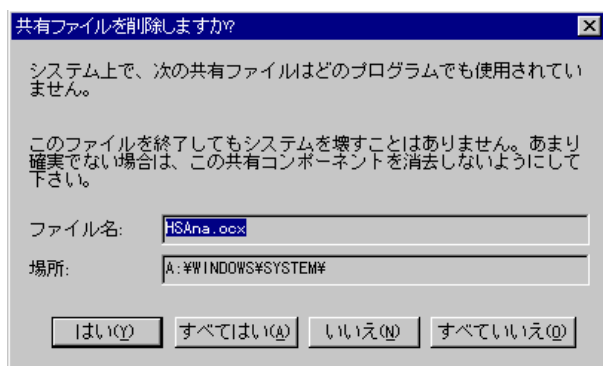 共有ファイルを削除しますか?
システム上で、次の共有ファイルはどのプログラムでも使用されてい
ません。
このファイルを終了してもシステムを壊すことはありません。あまり
確実でない場合は、この共有コンポーネントを消去しないようにして
下さい。
ファイル名:
HSAna.ocx
場所:
A:¥WINDOWS¥SYSTEM¥
はい(Y) すべてはい(A) いいえ(N) すべていいえ(O)